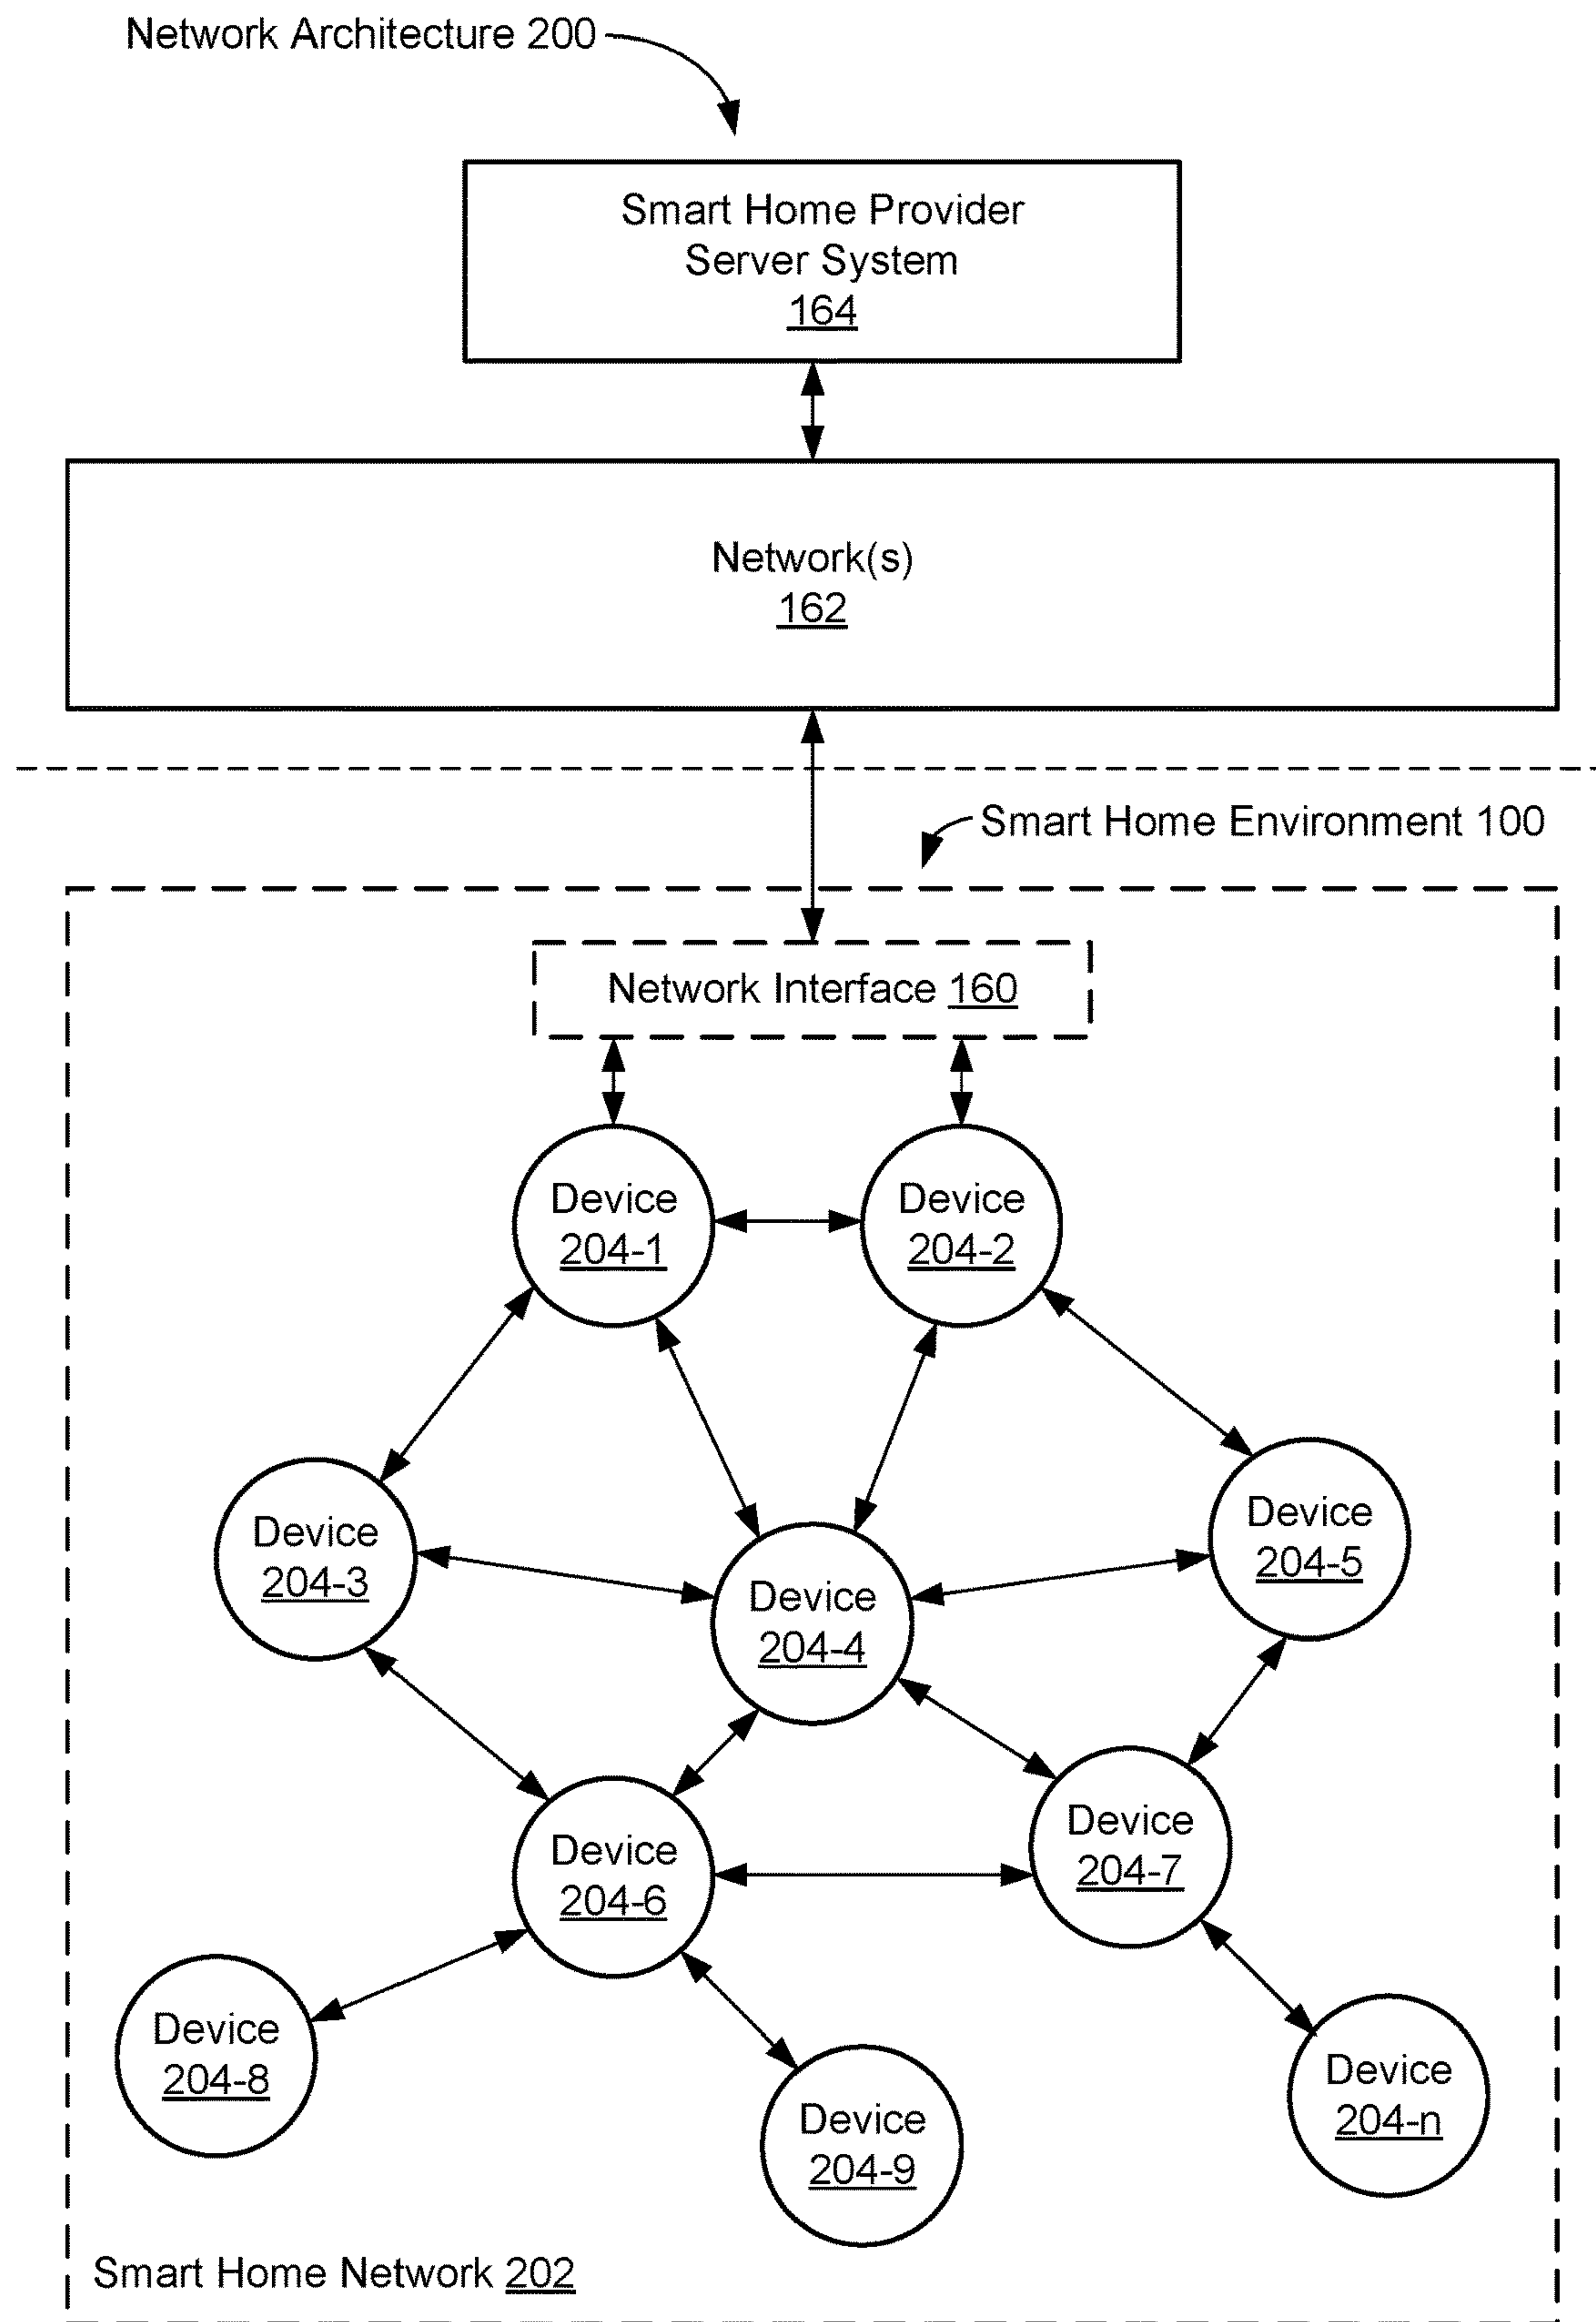 Network Architecture 200
Smart Home Provider
Server System
164
Network(s)
162
Smart Home Environment 100
Network Interface 160
Device
204-1
Device
204-2
Device
204-3
Device
204-4
Device
204-5
Device
204-6
Device
204-7
Device
204-8
Device
204-9
Device
204-n
Smart Home Network 202